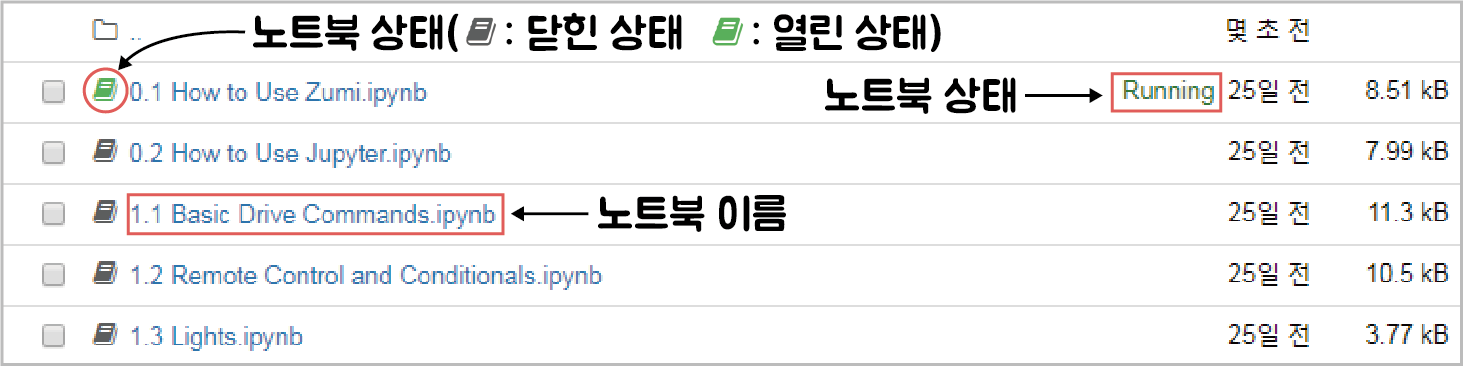 .. 노트북 상태( : 닫힌 상태 : 열린 상태) 몇 초 전
0.1 How to Use Zumi.ipynb 노트북 상태 Running 25일 전 8.51 kB
0.2 How to Use Jupyter.ipynb 25일 전 7.99 kB
1.1 Basic Drive Commands.ipynb 노트북 이름 25일 전 11.3 kB
1.2 Remote Control and Conditionals.ipynb 25일 전 10.5 kB
1.3 Lights.ipynb 25일 전 3.77 kB